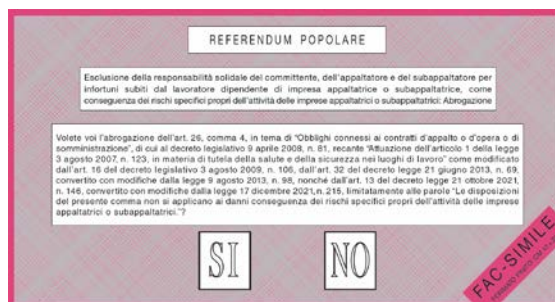 REFERENDUM POPOLARE
Esclusione della responsabilità solidale del committente, dell'appaltatore e del subappaltatore per
infortuni subiti dal lavoratore dipendente di impresa appaltatrice o subappaltatrice, come
conseguenza dei rischi specifici propri dell'attività delle imprese appaltatrici o subappaltatrici: Abrogazione
Volete voi l'abrogazione dell'art. 26, comma 4, in tema di "Obblighi connessi ai contratti d'appalto o d'opera o di
somministrazione", di cui al decreto legislativo 9 aprile 2008, n. 81, recante "Attuazione dell'articolo 1 della legge
3 agosto 2007, n. 123, in materia di tutela della salute e della sicurezza nei luoghi di lavoro" come modificato
dall'art. 16 del decreto legislativo 3 agosto 2009, n. 106, dall'art. 32 del decreto legge 21 giugno 2013, n. 69,
convertito con modifiche dalla legge 9 agosto 2013, n. 98, nonché dall'art. 13 del decreto legge 21 ottobre 2021,
n. 146, convertito con modifiche dalla legge 17 dicembre 2021, n. 215, limitatamente alle parole "Le disposizioni
del presente comma non si applicano ai danni conseguenza dei rischi specifici propri dell'attività delle imprese
appaltatrici o subappaltatrici."?
SI NO
FAC-SIMILE